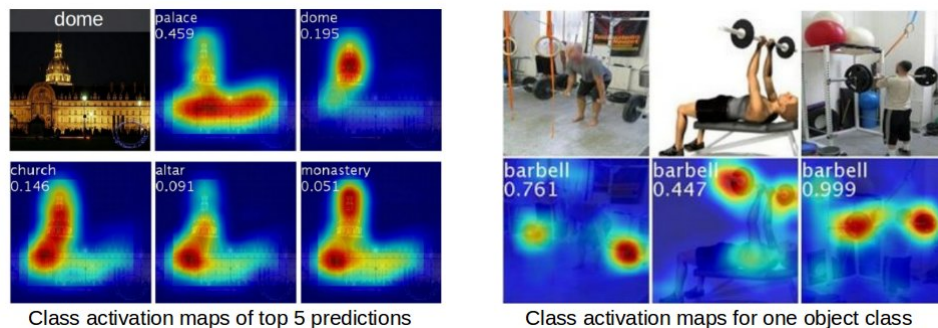 dome
palace
0.459
dome
0.195
church
0.146
altar
0.091
monastery
0.051
Class activation maps of top 5 predictions
barbell
0.761
barbell
0.447
barbell
0.999
Class activation maps for one object class